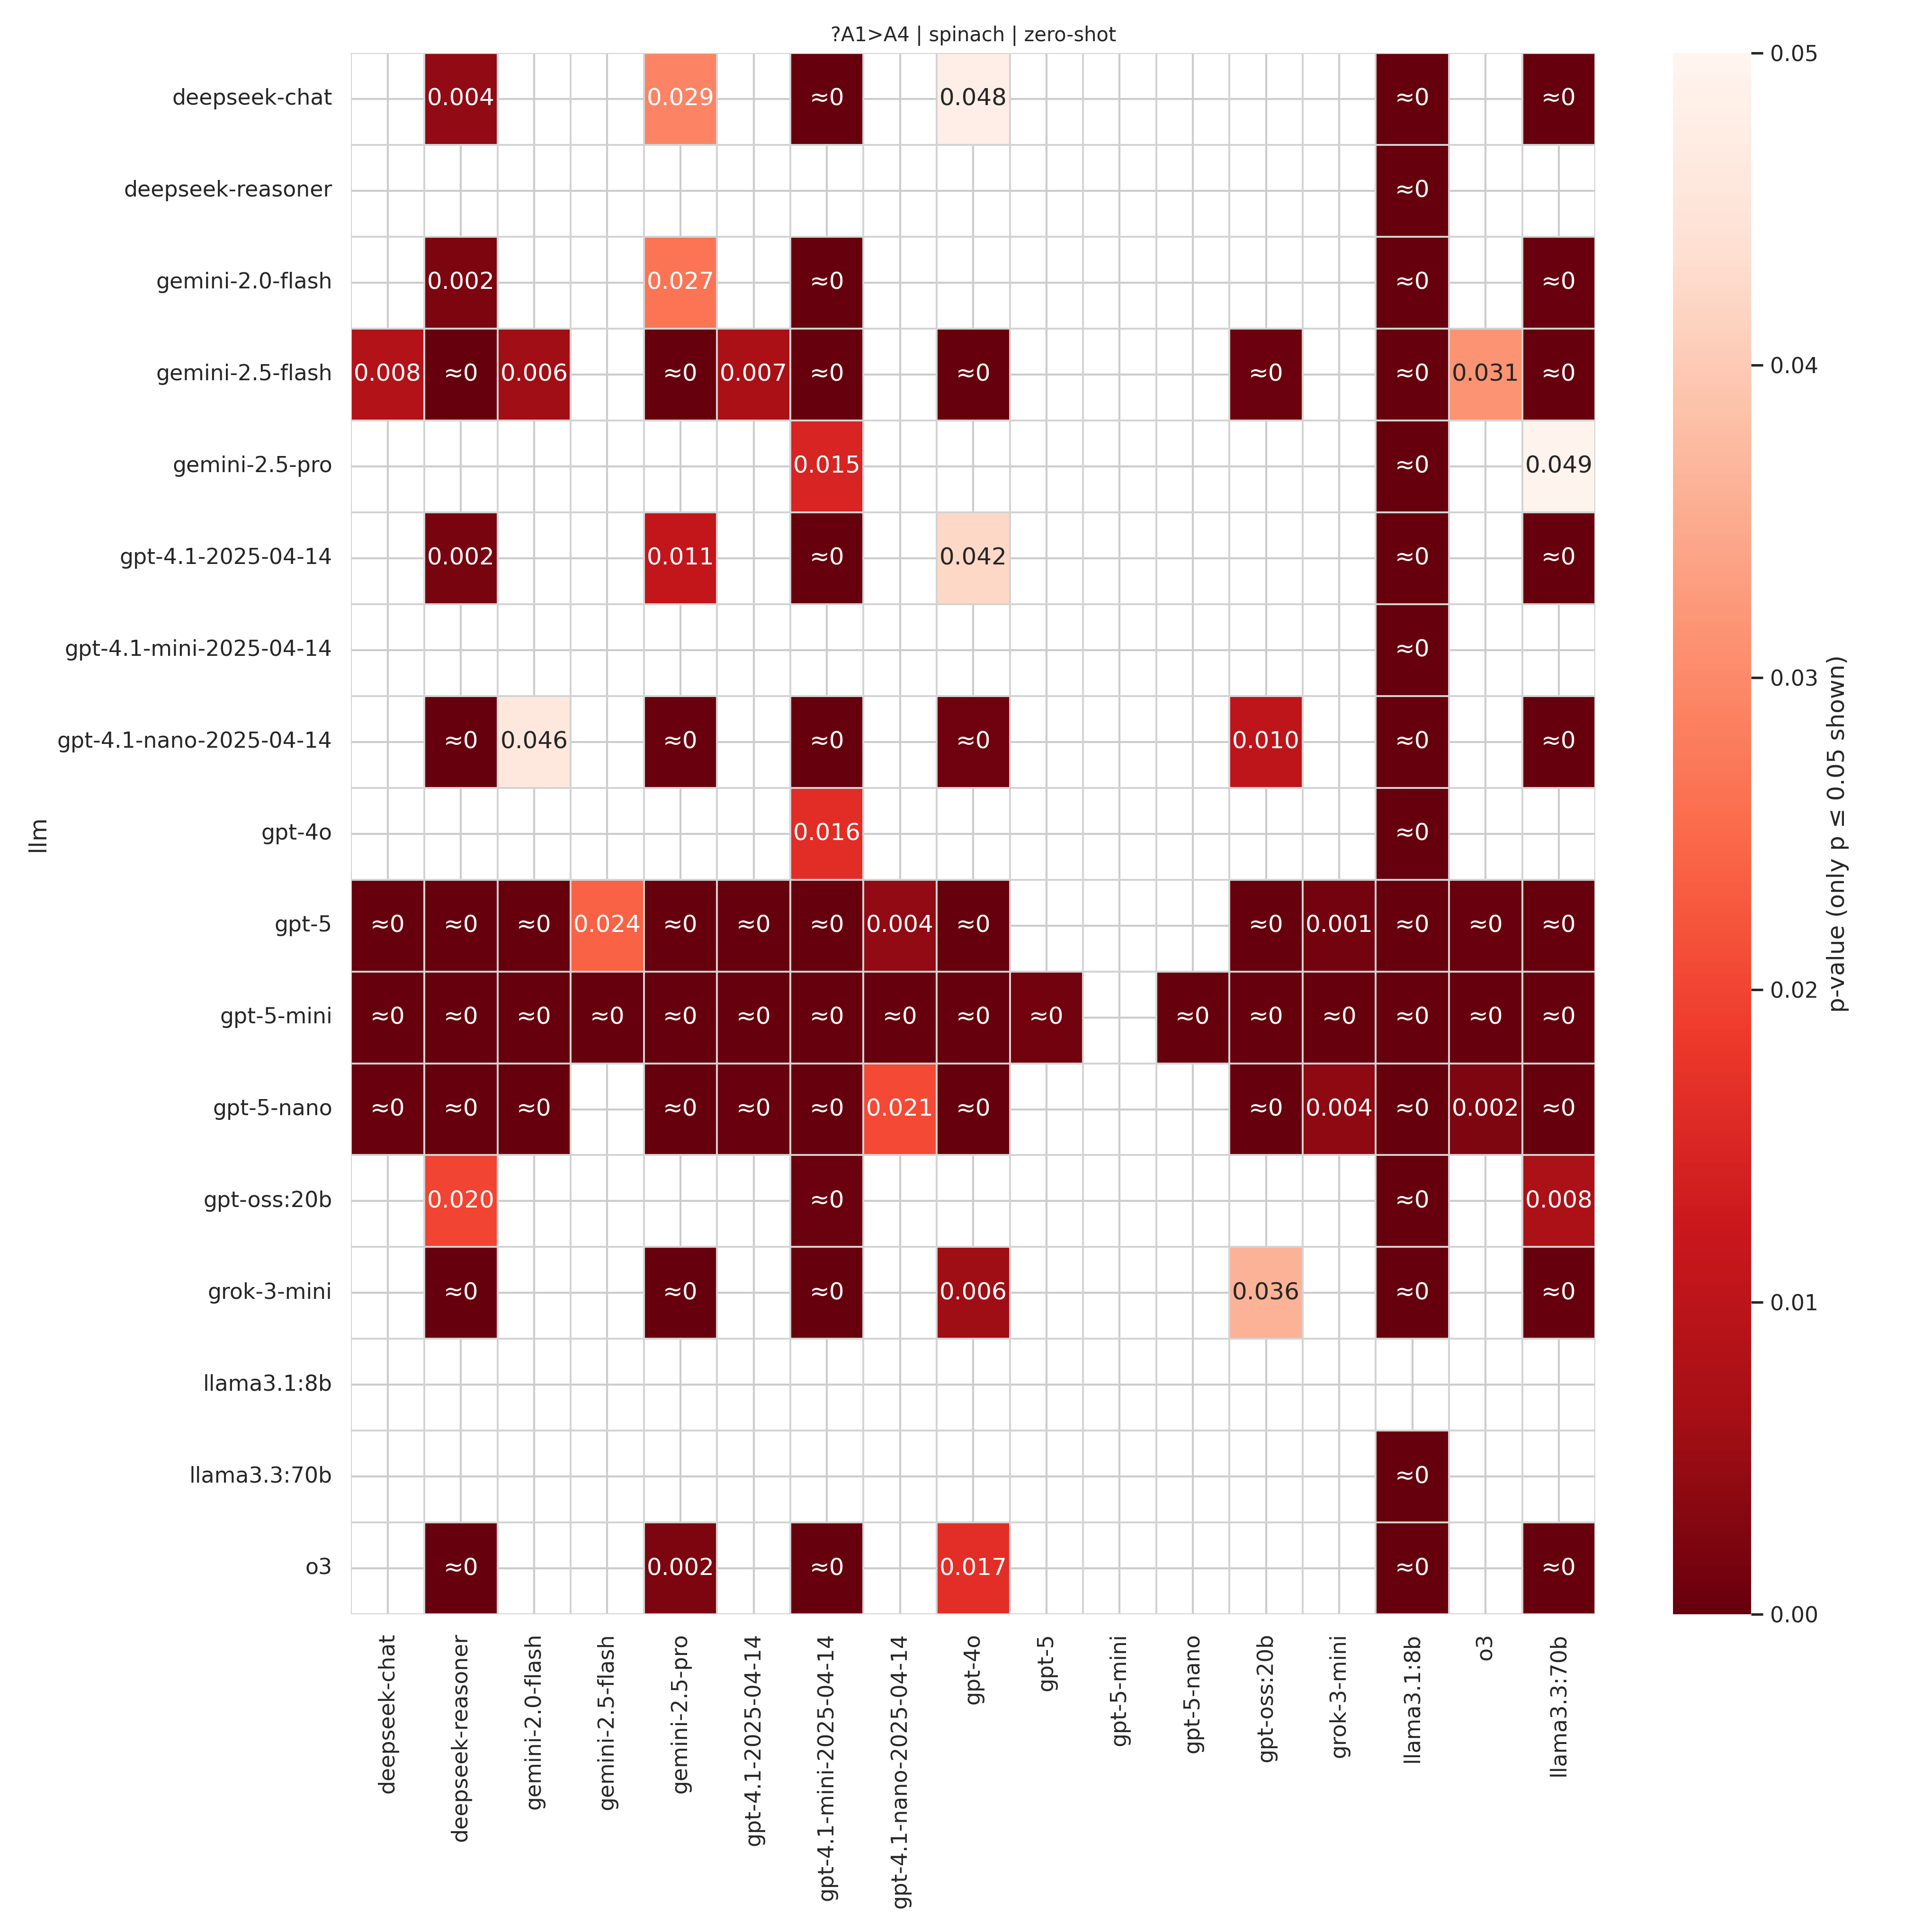 ?A1>A4 | spinach | zero-shot
deepseek-chat 0.004 0.029 ≈0 0.048 ≈0 ≈0
deepseek-reasoner ≈0
gemini-2.0-flash 0.002 0.027 ≈0 ≈0 ≈0
gemini-2.5-flash 0.008 ≈0 0.006 ≈0 0.007 ≈0 ≈0 ≈0 ≈0 0.031 ≈0
gemini-2.5-pro 0.015 ≈0 0.049
gpt-4.1-2025-04-14 0.002 0.011 ≈0 0.042 ≈0 ≈0
gpt-4.1-mini-2025-04-14 ≈0
gpt-4.1-nano-2025-04-14 ≈0 0.046 ≈0 ≈0 ≈0 0.010 ≈0 ≈0
gpt-4o 0.016 ≈0
gpt-5 ≈0 ≈0 ≈0 0.024 ≈0 ≈0 ≈0 0.004 ≈0 ≈0 0.001 ≈0 ≈0 ≈0
gpt-5-mini ≈0 ≈0 ≈0 ≈0 ≈0 ≈0 ≈0 ≈0 ≈0 ≈0 ≈0 ≈0 ≈0 ≈0 ≈0 ≈0
gpt-5-nano ≈0 ≈0 ≈0 ≈0 ≈0 ≈0 0.021 ≈0 ≈0 0.004 ≈0 0.002 ≈0
gpt-oss:20b 0.020 ≈0 ≈0 0.008
grok-3-mini ≈0 ≈0 ≈0 0.006 0.036 ≈0 ≈0
llama3.1:8b
llama3.3:70b ≈0
o3 ≈0 0.002 ≈0 0.017 ≈0 ≈0
llm
deepseek-chat
deepseek-reasoner
gemini-2.0-flash
gemini-2.5-flash
gemini-2.5-pro
gpt-4.1-2025-04-14
gpt-4.1-mini-2025-04-14
gpt-4.1-nano-2025-04-14
gpt-4o
gpt-5
gpt-5-mini
gpt-5-nano
gpt-oss:20b
grok-3-mini
llama3.1:8b
o3
llama3.3:70b
0.05
0.04
0.03
0.02
0.01
0.00
p-value (only p ≤ 0.05 shown)